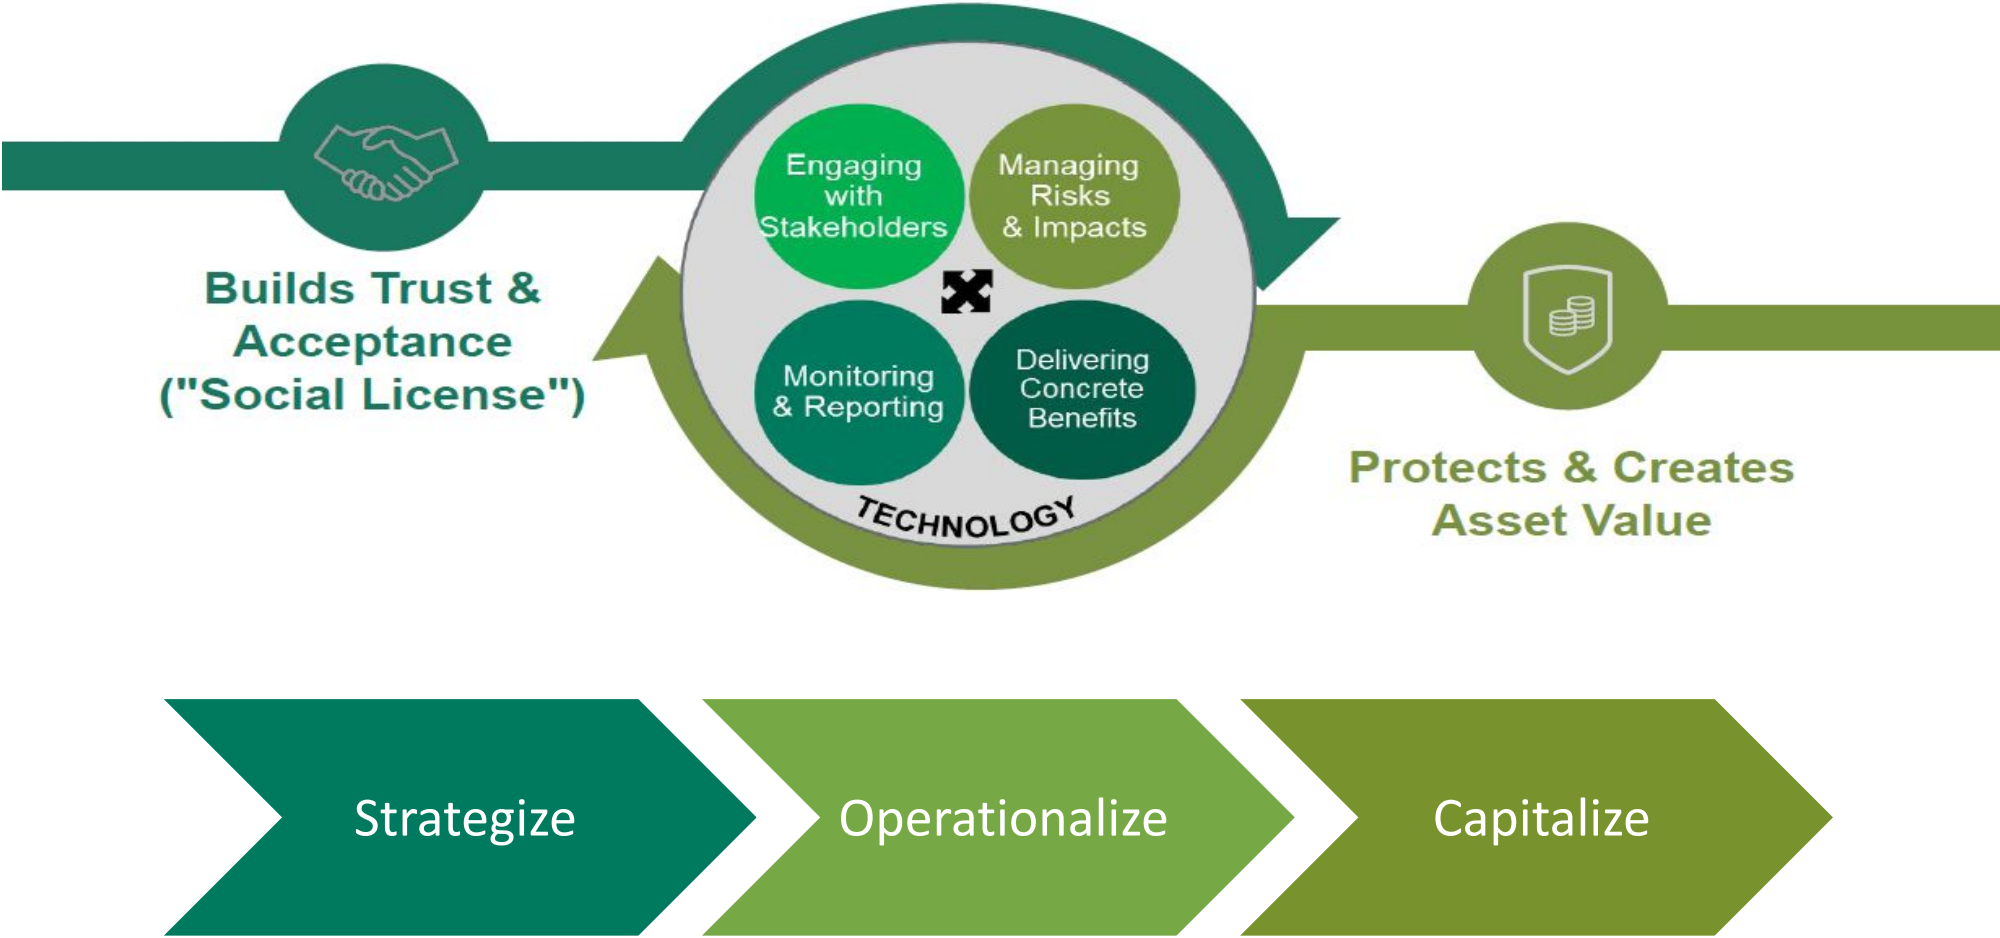 Builds Trust &
Acceptance
("Social License")
Engaging
with
Stakeholders
Managing
Risks
& Impacts
Monitoring
& Reporting
Delivering
Concrete
Benefits
TECHNOLOGY
Protects & Creates
Asset Value
Strategize
Operationalize
Capitalize